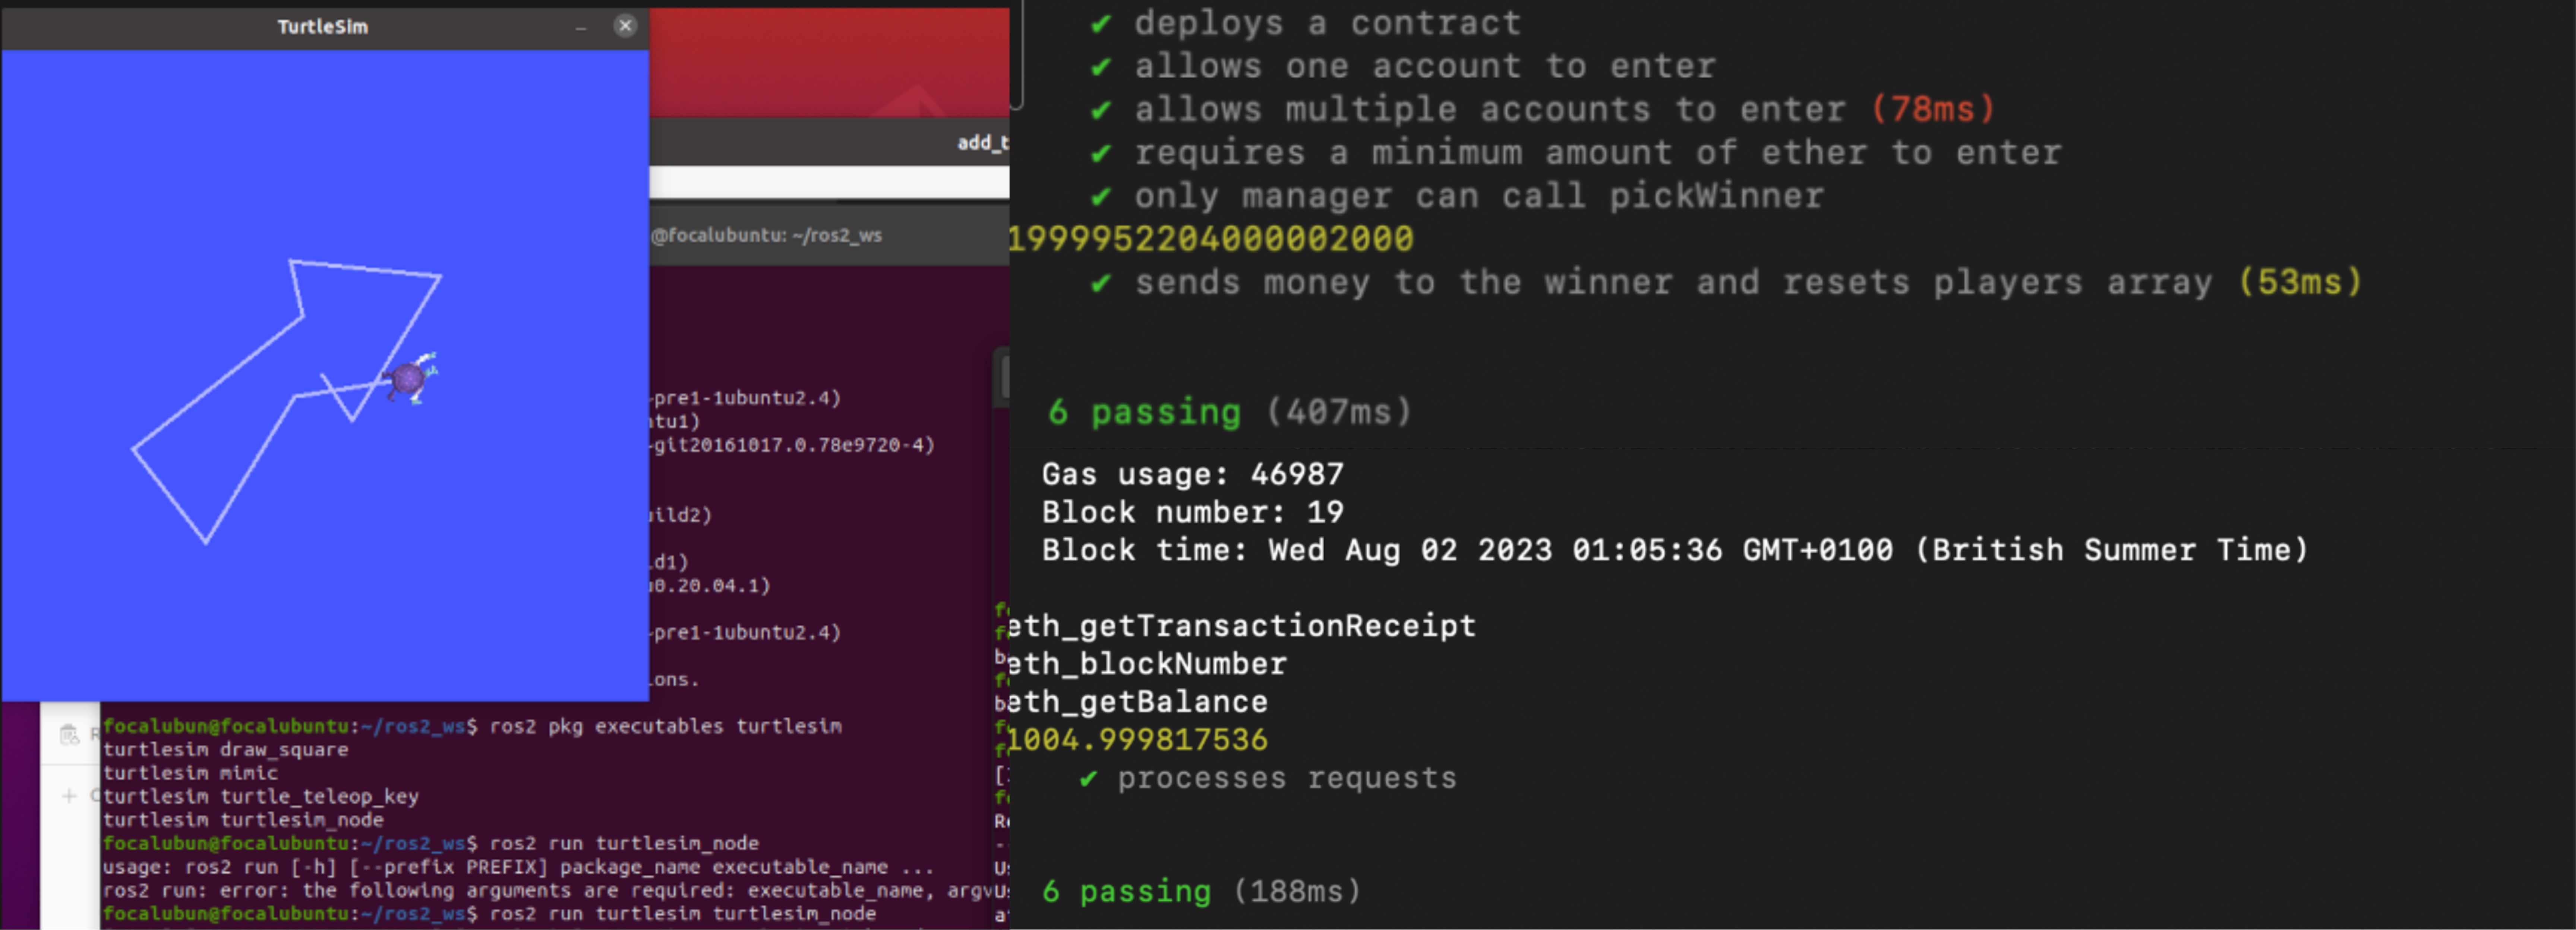 TurtleSim
add_t
@focalubuntu: ~/ros2_ws
-pre1-1ubuntu2.4)
ntu1)
-git20161017.0.78e9720-4)
uild2)
.d1)
0.20.04.1)
-pre1-1ubuntu2.4)
ions.
focalubun@focalubuntu:~/ros2_ws$ ros2 pkg executables turtlesim
turtlesim draw_square
turtlesim mimic
turtlesim turtle_teleop_key
turtlesim turtlesim_node
focalubun@focalubuntu:~/ros2_ws$ ros2 run turtlesim_node
usage: ros2 run [-h] [--prefix PREFIX] package_name executable_name ...
ros2 run: error: the following arguments are required: executable_name, argv
focalubun@focalubuntu:~/ros2_ws$ ros2 run turtlesim turtlesim_node
✔ deploys a contract
✔ allows one account to enter
✔ allows multiple accounts to enter (78ms)
✔ requires a minimum amount of ether to enter
✔ only manager can call pickWinner
1999952204000002000
✔ sends money to the winner and resets players array (53ms)
6 passing (407ms)
Gas usage: 46987
Block number: 19
Block time: Wed Aug 02 2023 01:05:36 GMT+0100 (British Summer Time)
eth_getTransactionReceipt
eth_blockNumber
eth_getBalance
1004.999817536
✔ processes requests
6 passing (188ms)